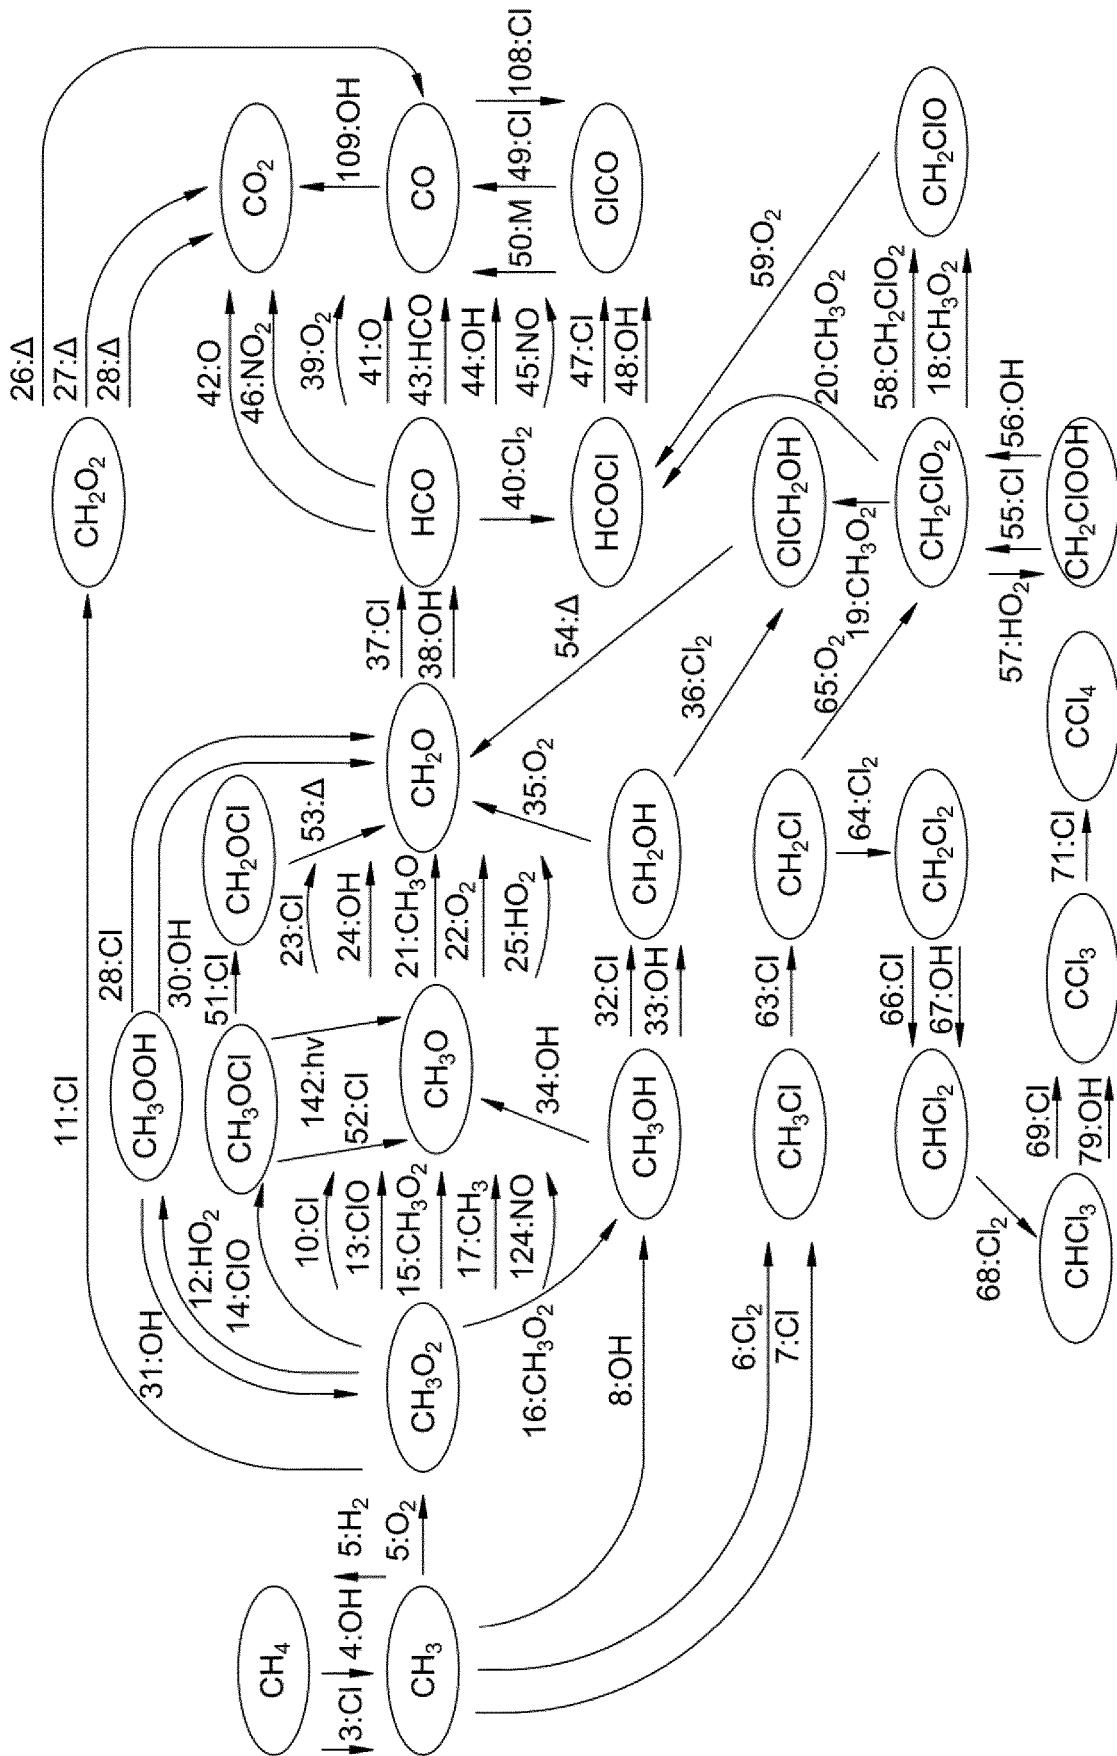 26:Δ
27:Δ
28:Δ
CH₂O₂
11:Cl
28:Cl
30:OH
CH₃OOH
31:OH
12:HO₂
14:ClO
CO₂
42:O
46:NO₂
109:OH
CH₂OCl
51:Cl
CH₃OCl
53:Δ
142:hv
52:Cl
CH₄
3:Cl
4:OH
5:H₂
5:O₂
CH₃
CH₃O₂
10:Cl
13:ClO
15:CH₃O₂
17:CH₃
124:NO
16:CH₃O₂
CH₃O
23:Cl
24:OH
21:CH₃O
22:O₂
25:HO₂
CH₂O
37:Cl
38:OH
HCO
39:O₂
41:O
43:HCO
44:OH
45:NO
CO
50:M
49:Cl
108:Cl
40:Cl₂
HCOCl
47:Cl
48:OH
ClCO
8:OH
34:OH
CH₃OH
32:Cl
33:OH
CH₂OH
35:O₂
54:Δ
36:Cl₂
ClCH₂OH
59:O₂
20:CH₃O₂
6:Cl₂
7:Cl
CH₃Cl
63:Cl
CH₂Cl
65:O₂
19:CH₃O₂
64:Cl₂
CH₂ClO₂
58:CH₂ClO₂
18:CH₃O₂
CH₂ClO
CHCl₂
66:Cl
67:OH
CH₂Cl₂
57:HO₂
55:Cl
56:OH
CH₂ClOOH
68:Cl₂
CHCl₃
69:Cl
79:OH
CCl₃
71:Cl
CCl₄